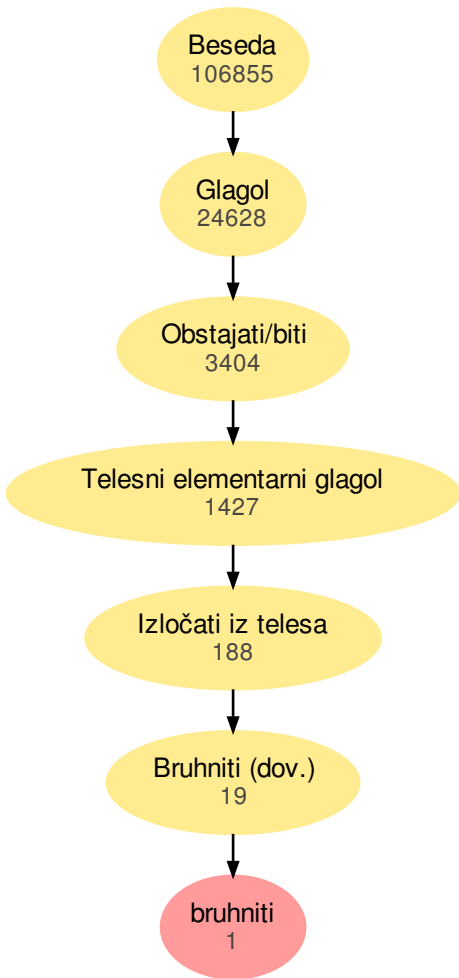 Beseda
106855
Glagol
24628
Obstajati/biti
3404
Telesni elementarni glagol
1427
Izločati iz telesa
188
Bruhniti (dov.)
19
bruhniti
1